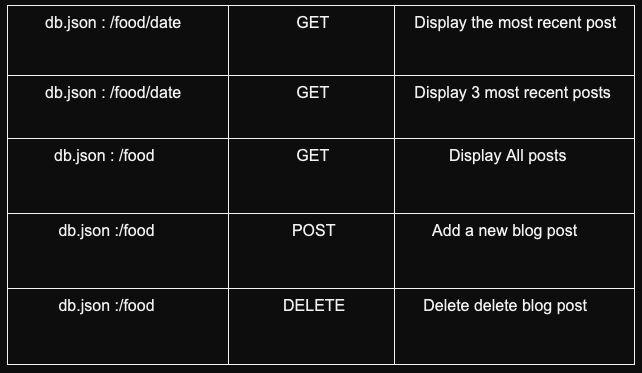 db.json : /food/date GET Display the most recent post
db.json : /food/date GET Display 3 most recent posts
db.json : /food GET Display All posts
db.json :/food POST Add a new blog post
db.json :/food DELETE Delete delete blog post